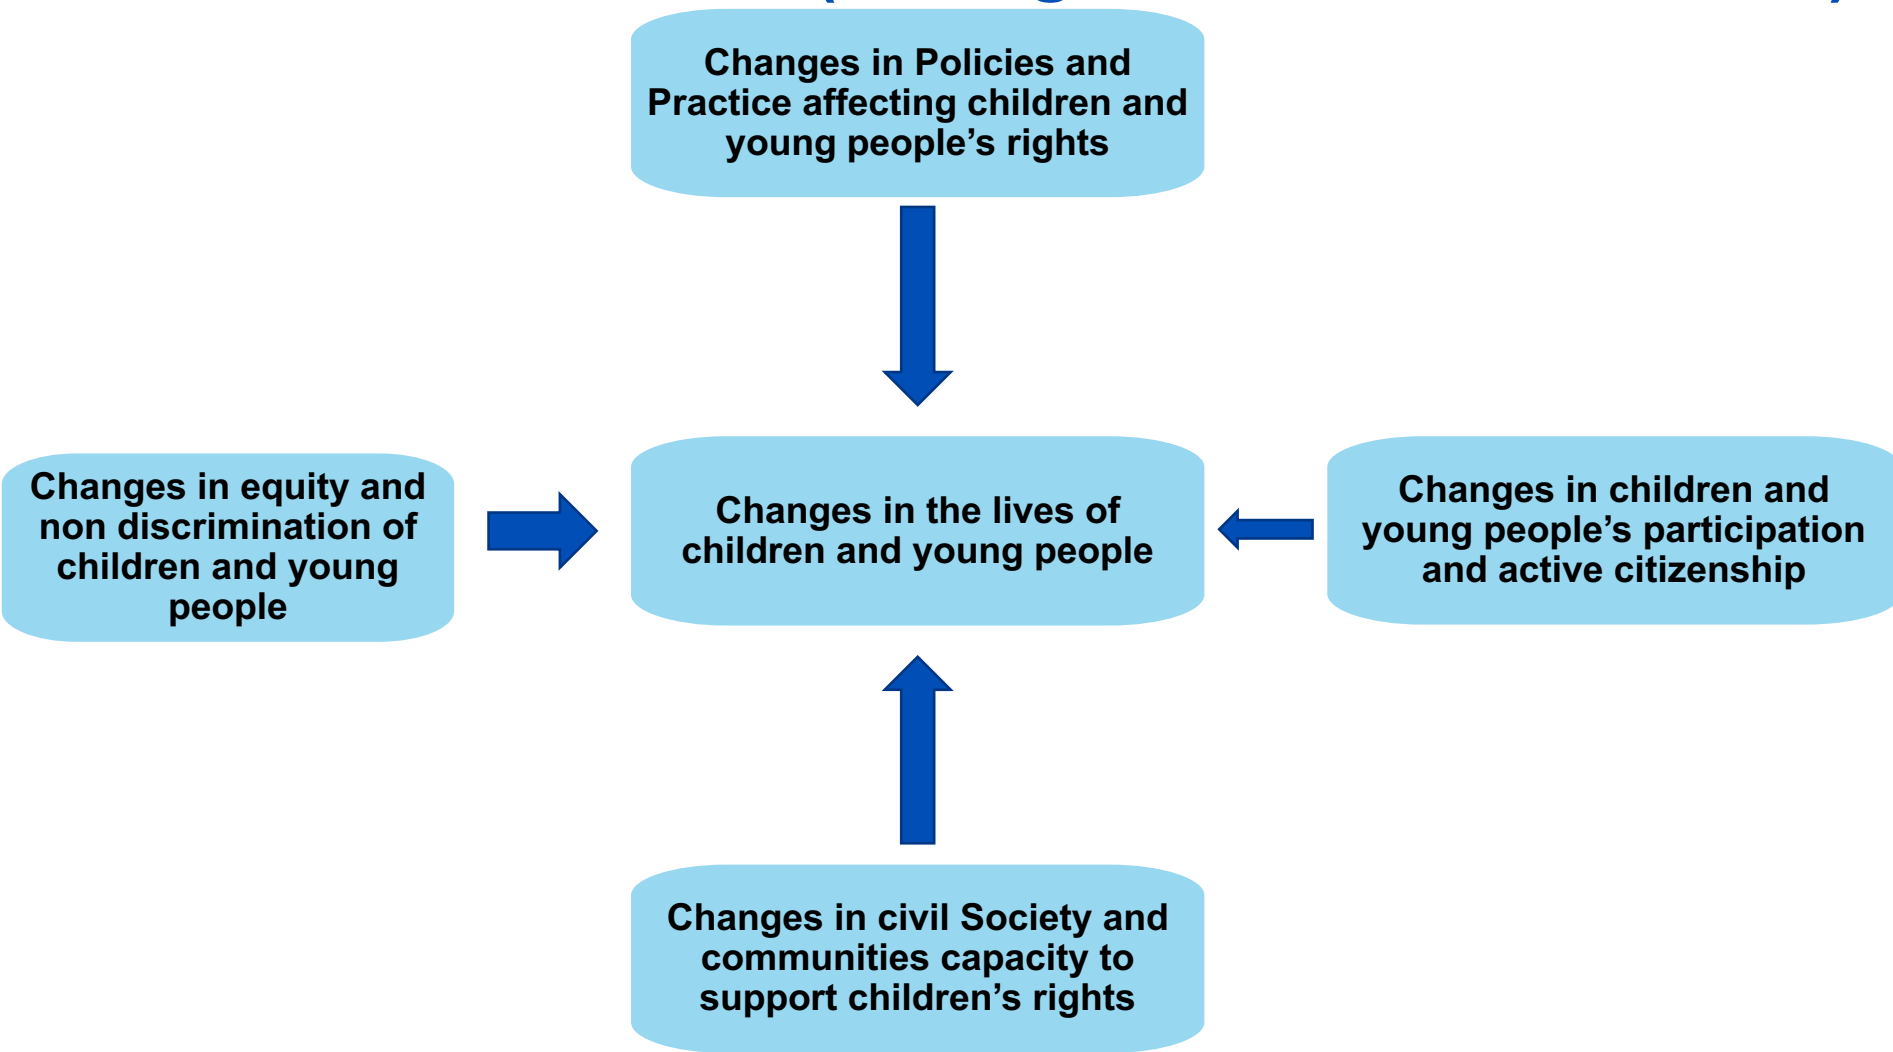 Changes in Policies and
Practice affecting children and
young people’s rights
Changes in equity and
non discrimination of
children and young
people
Changes in the lives of
children and young people
Changes in children and
young people’s participation
and active citizenship
Changes in civil Society and
communities capacity to
support children’s rights